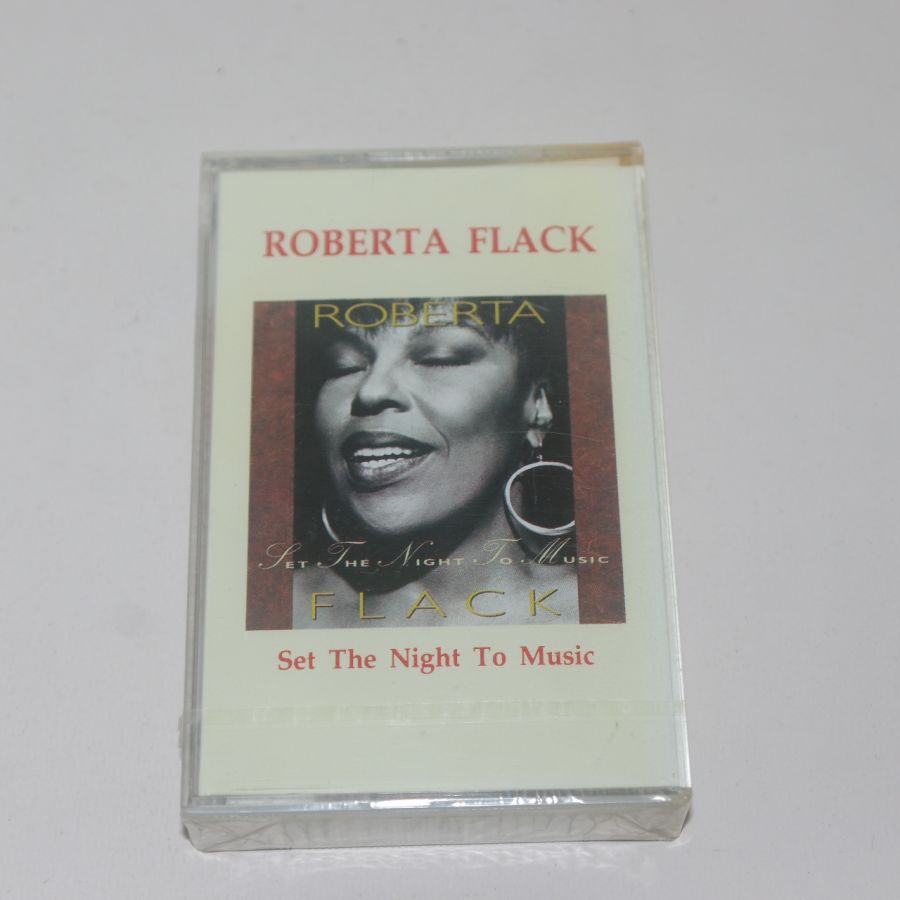 ROBERTA FLACK
ROBERTA
Set The Night To Music
FLACK
Set The Night To Music